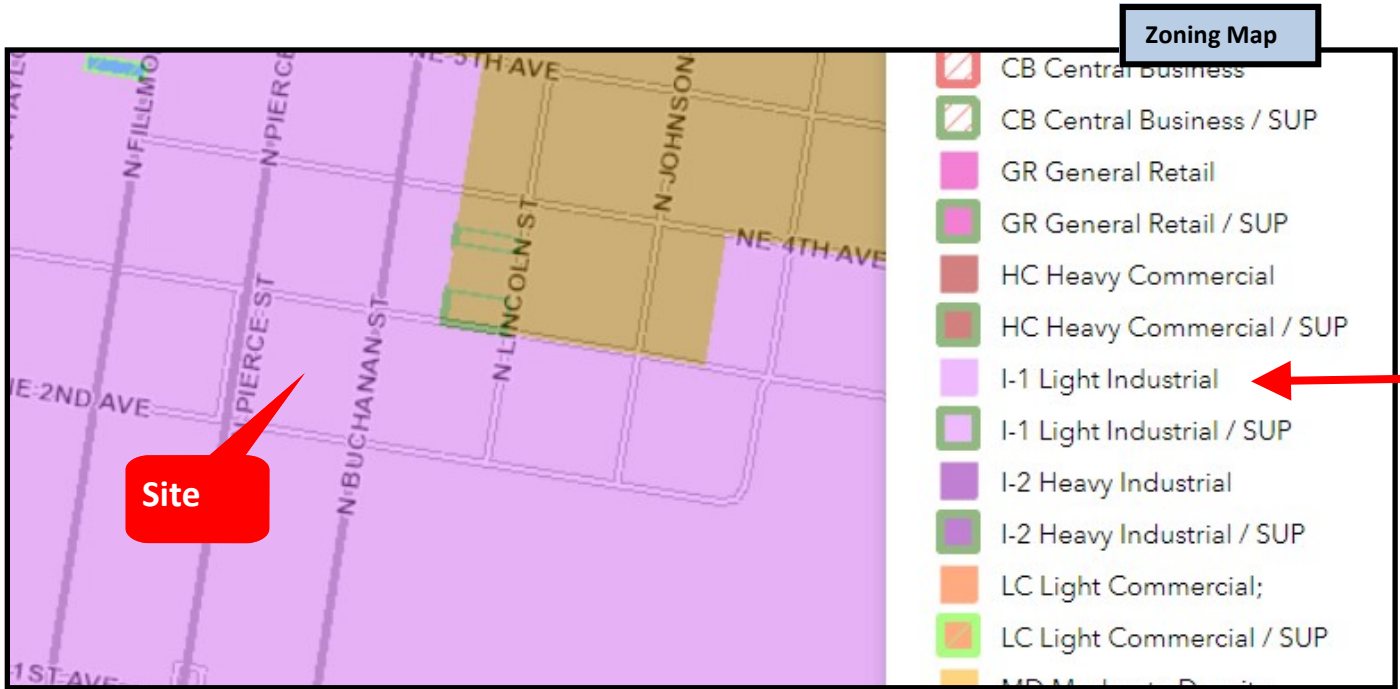 Zoning Map
NE 5TH AVE
N FILLMO
N PIERCE
N JOHNSON
NE 4TH AVE
N LINCOLN ST
N PIERCE ST
N BUCHANAN ST
NE 2ND AVE
Site
1ST AVE
CB Central Business
CB Central Business / SUP
GR General Retail
GR General Retail / SUP
HC Heavy Commercial
HC Heavy Commercial / SUP
I-1 Light Industrial
I-1 Light Industrial / SUP
I-2 Heavy Industrial
I-2 Heavy Industrial / SUP
LC Light Commercial;
LC Light Commercial / SUP